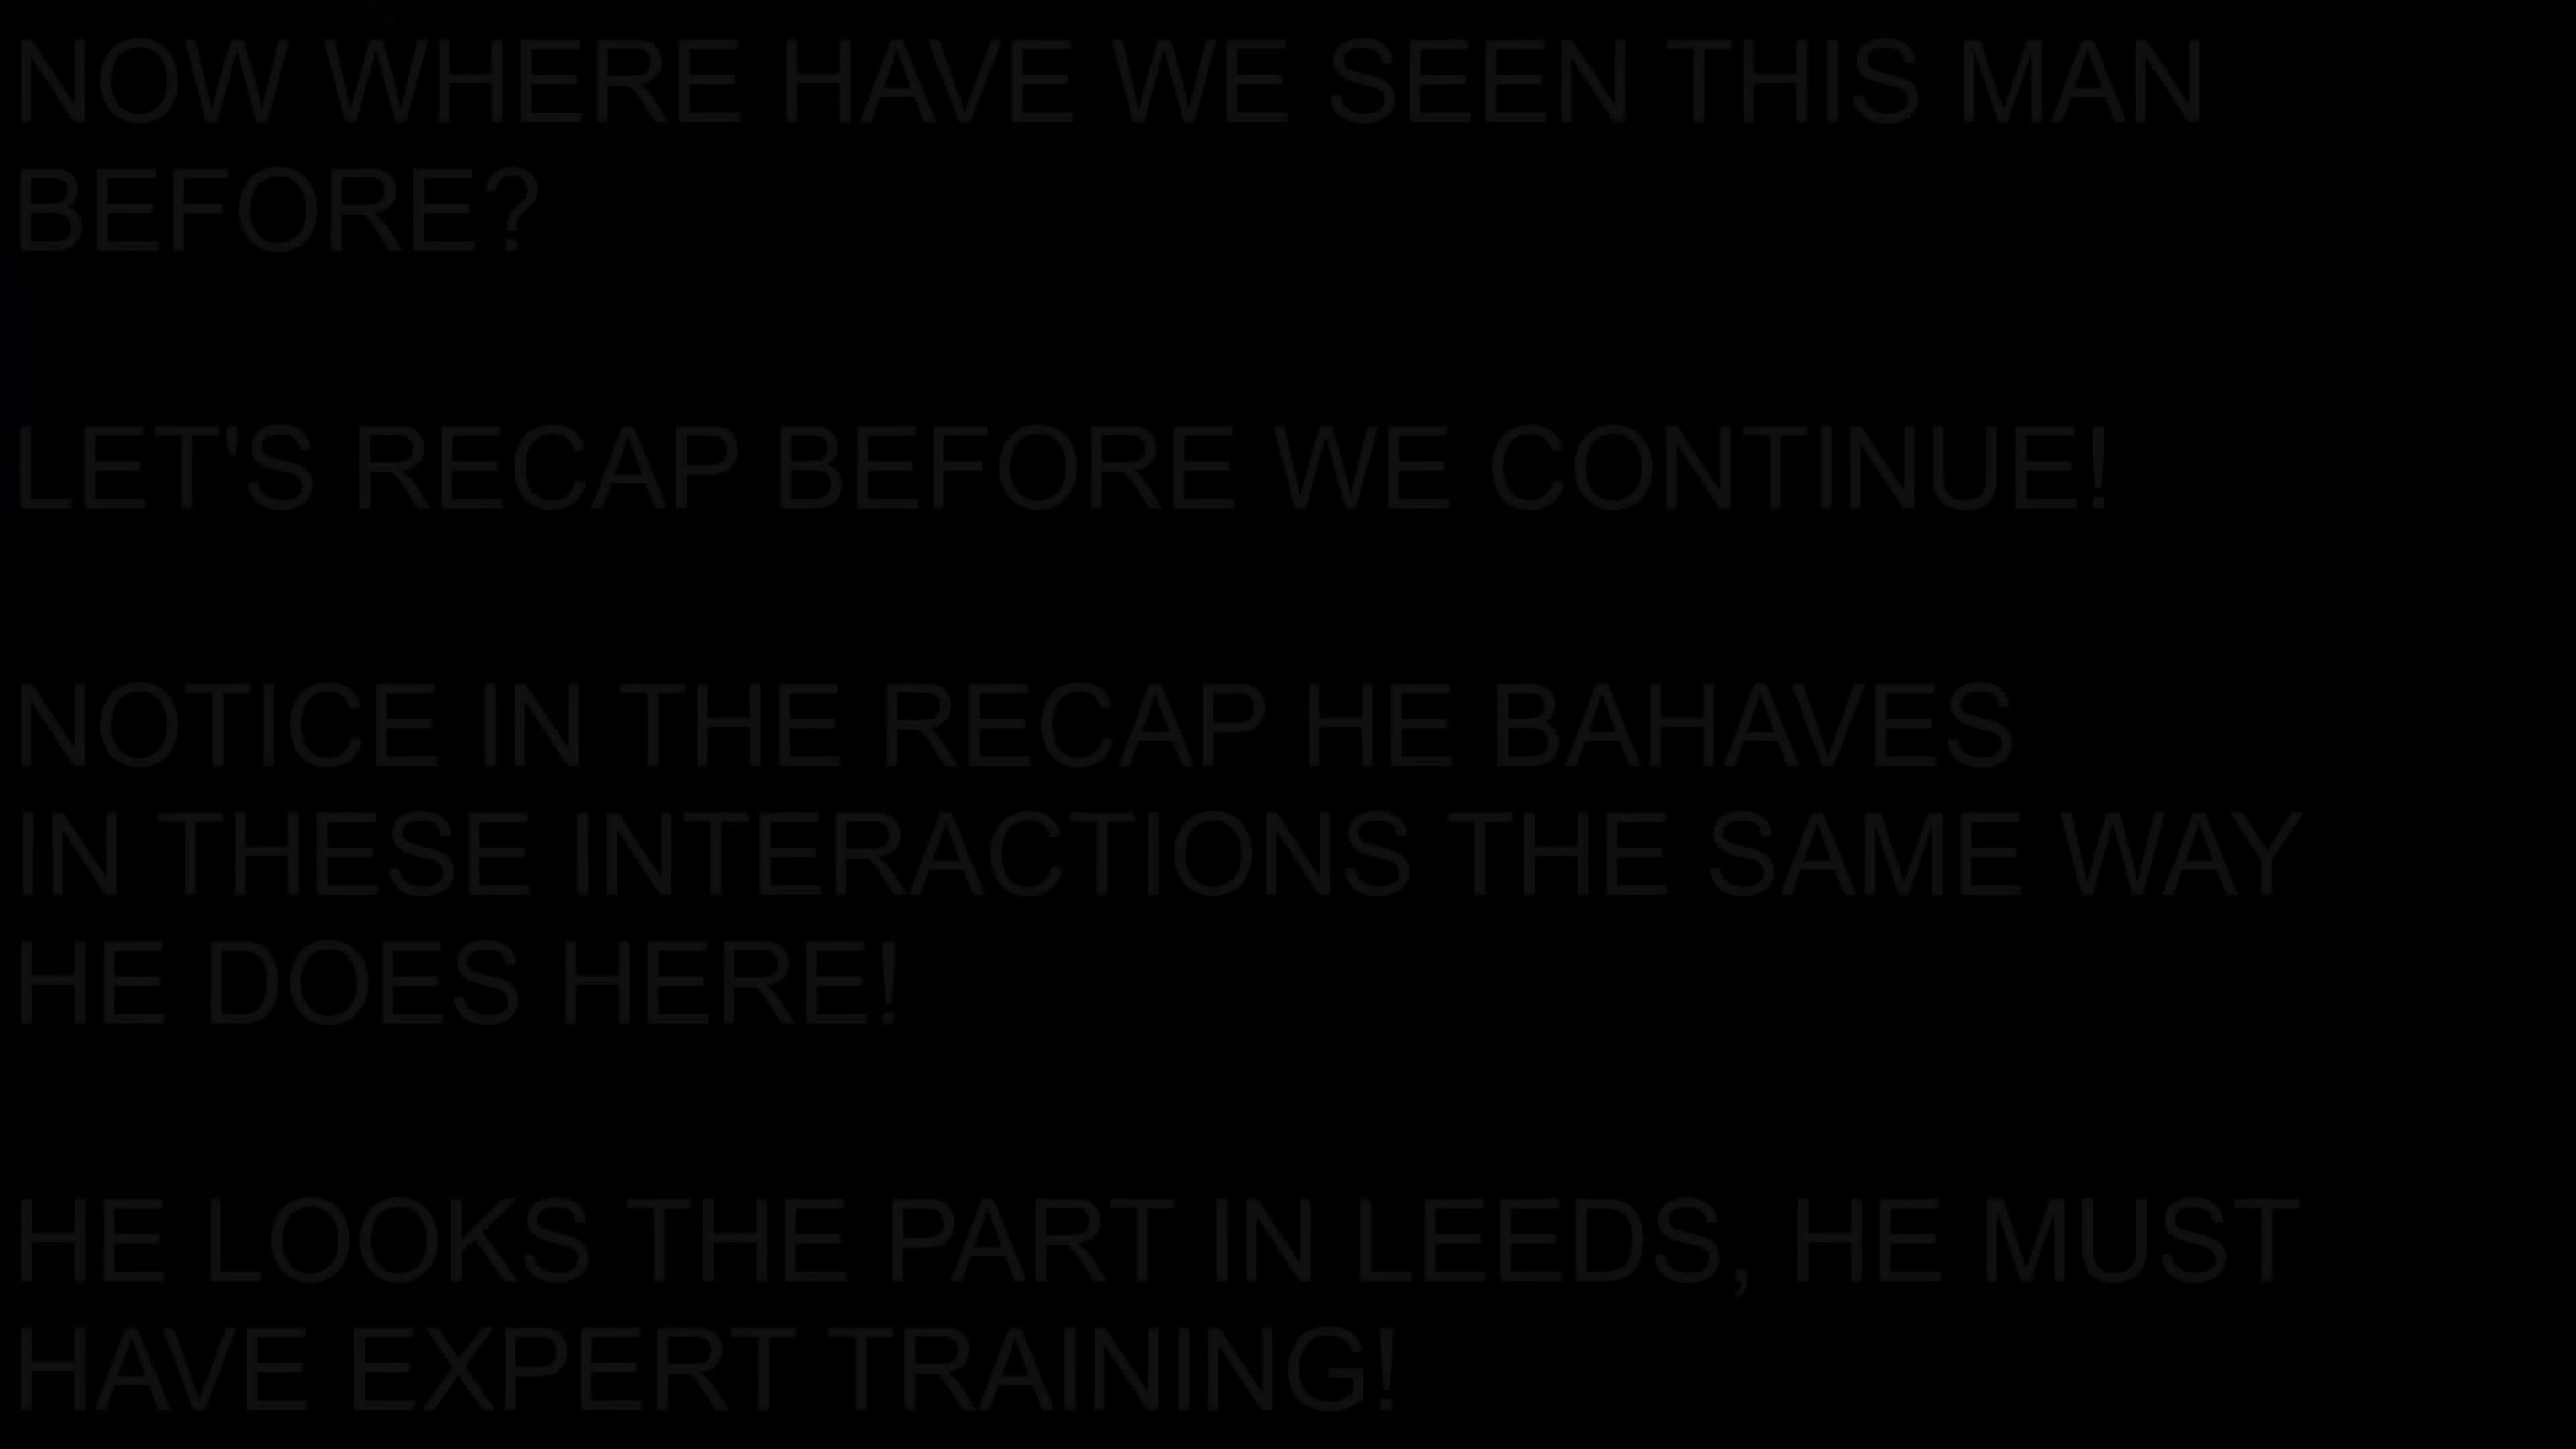 NOW WHERE HAVE WE SEEN THIS MAN
BEFORE?
LET'S RECAP BEFORE WE CONTINUE!
NOTICE IN THE RECAP HE BAHAVES
IN THESE INTERACTIONS THE SAME WAY
HE DOES HERE!
HE LOOKS THE PART IN LEEDS, HE MUST
HAVE EXPERT TRAINING!